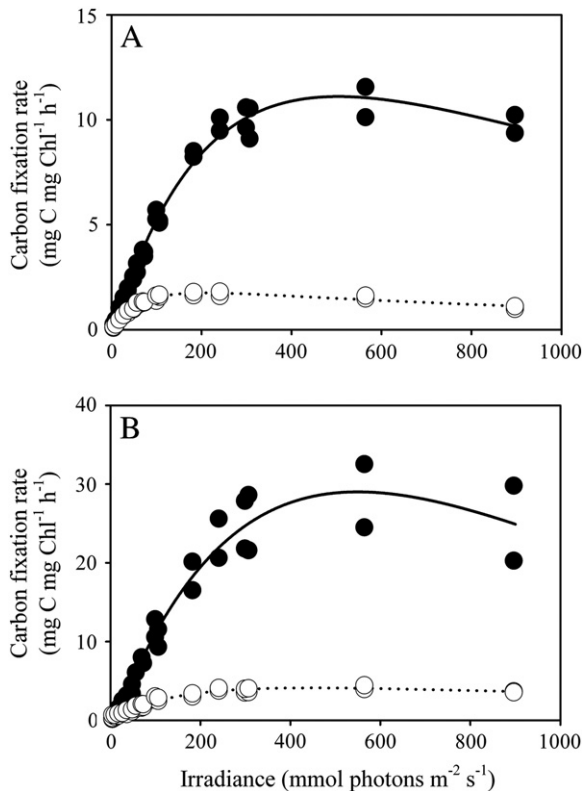 A
15
10
5
0
Carbon fixation rate
(mg C mg Chl⁻¹ h⁻¹)
0 200 400 600 800 1000
B
40
30
20
10
0
Carbon fixation rate
(mg C mg Chl⁻¹ h⁻¹)
0 200 400 600 800 1000
Irradiance (mmol photons m⁻² s⁻¹)